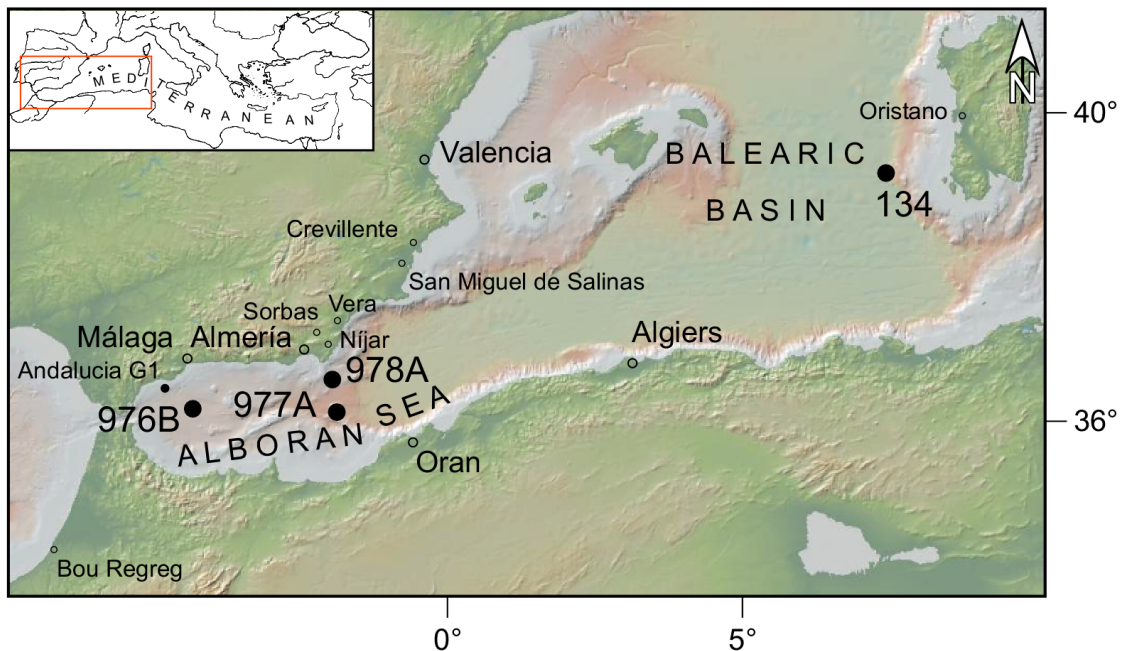 MEDITERRANEAN
N
40°
Oristano
Valencia
BALEARIC
BASIN
134
Crevillente
San Miguel de Salinas
Sorbas
Vera
Málaga
Almería
Níjar
Algiers
Andalucia G1
978A
976B
977A
ALBORAN SEA
36°
Oran
Bou Regreg
0°
5°